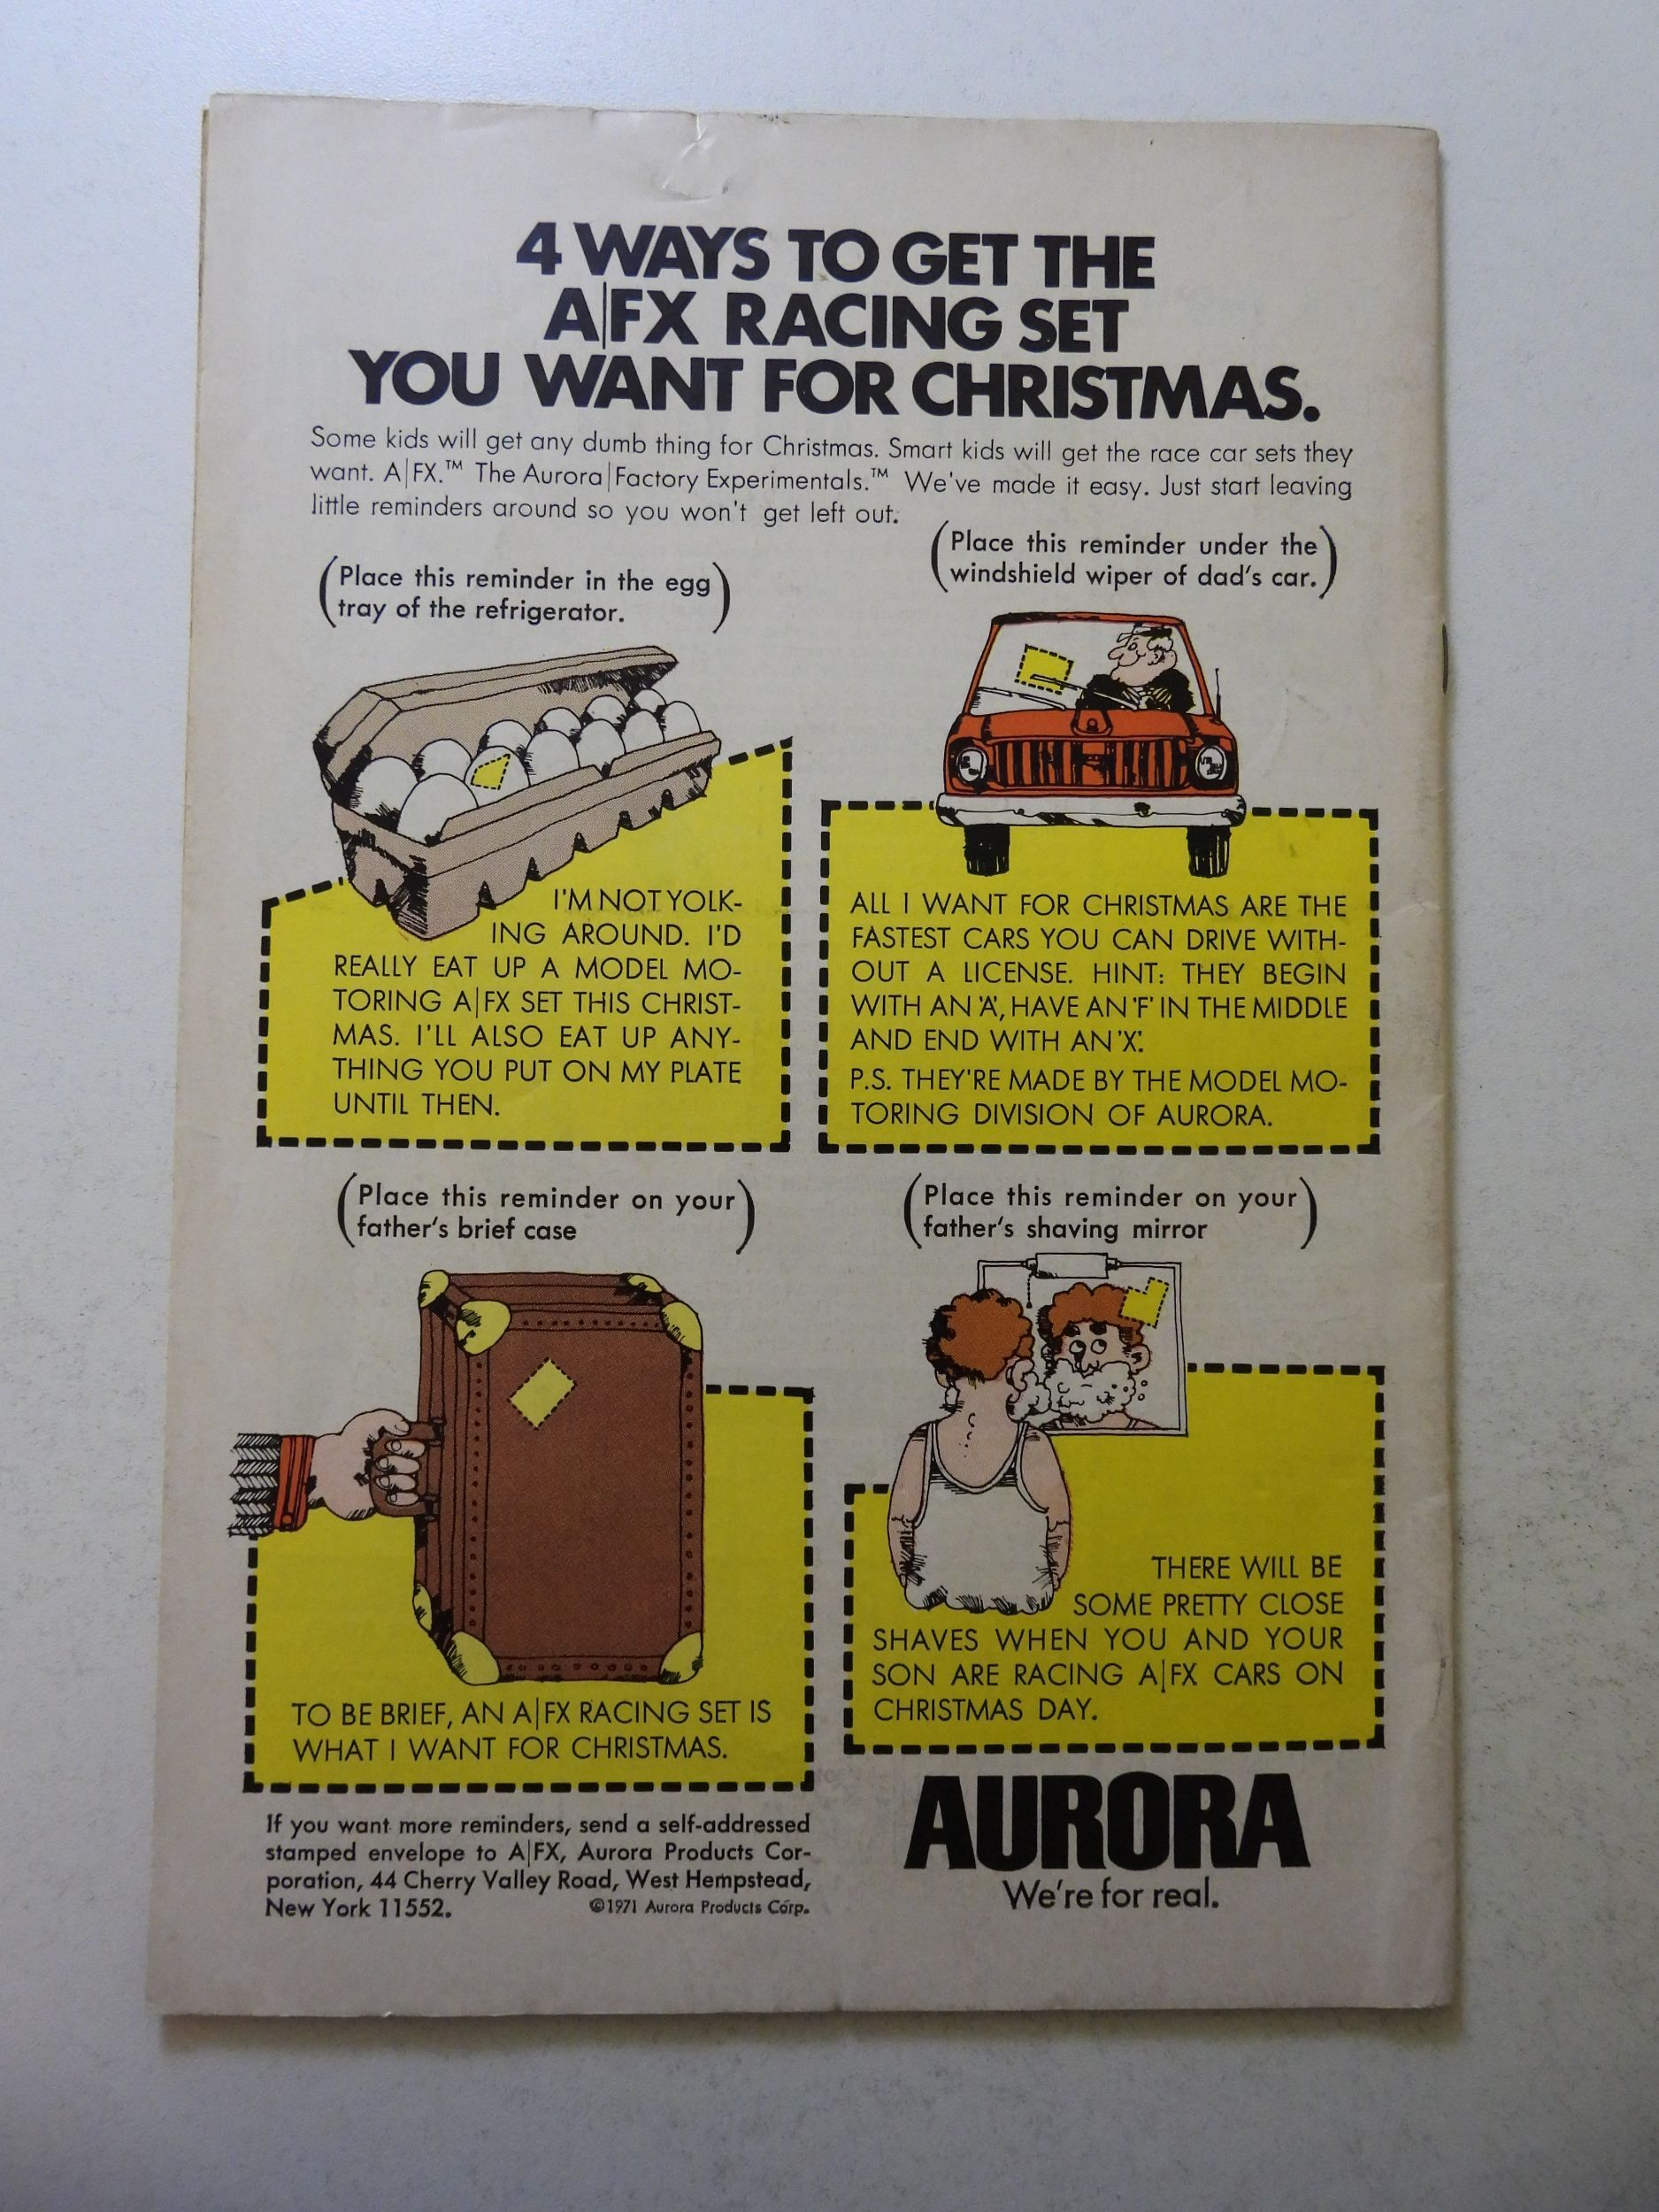 4 WAYS TO GET THE
A|FX RACING SET
YOU WANT FOR CHRISTMAS.
Some kids will get any dumb thing for Christmas. Smart kids will get the race car sets they
want. A|FX.™ The Aurora|Factory Experimentals.™ We've made it easy. Just start leaving
little reminders around so you won't get left out.
(Place this reminder in the egg
tray of the refrigerator.)
I'M NOT YOLK-
ING AROUND. I'D
REALLY EAT UP A MODEL MO-
TORING A|FX SET THIS CHRIST-
MAS. I'LL ALSO EAT UP ANY-
THING YOU PUT ON MY PLATE
UNTIL THEN.
(Place this reminder under the
windshield wiper of dad's car.)
ALL I WANT FOR CHRISTMAS ARE THE
FASTEST CARS YOU CAN DRIVE WITH-
OUT A LICENSE. HINT: THEY BEGIN
WITH AN 'A', HAVE AN 'F' IN THE MIDDLE
AND END WITH AN 'X'.
P.S. THEY'RE MADE BY THE MODEL MO-
TORING DIVISION OF AURORA.
(Place this reminder on your
father's brief case)
TO BE BRIEF, AN A|FX RACING SET IS
WHAT I WANT FOR CHRISTMAS.
(Place this reminder on your
father's shaving mirror)
THERE WILL BE
SOME PRETTY CLOSE
SHAVES WHEN YOU AND YOUR
SON ARE RACING A|FX CARS ON
CHRISTMAS DAY.
If you want more reminders, send a self-addressed
stamped envelope to A|FX, Aurora Products Cor-
poration, 44 Cherry Valley Road, West Hempstead,
New York 11552. ©1971 Aurora Products Corp.
AURORA
We're for real.